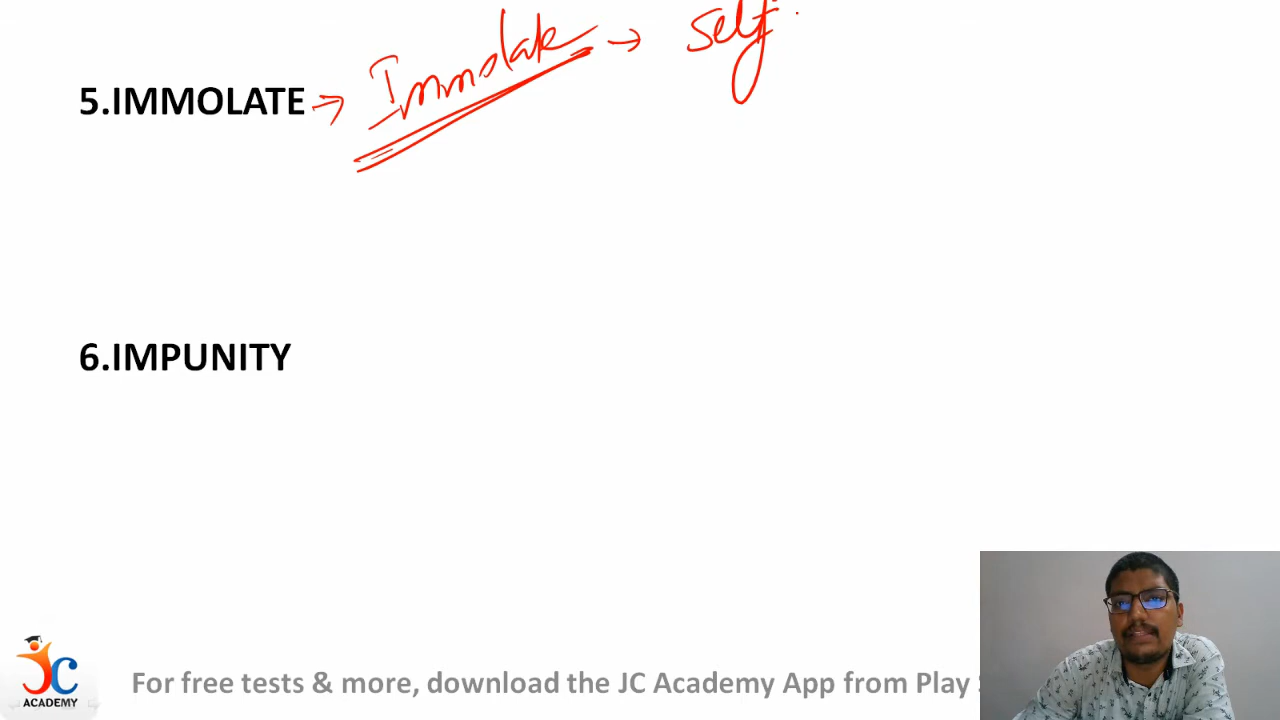 5.IMMOLATE → Immolate → self
6.IMPUNITY
JC
ACADEMY
For free tests & more, download the JC Academy App from Play